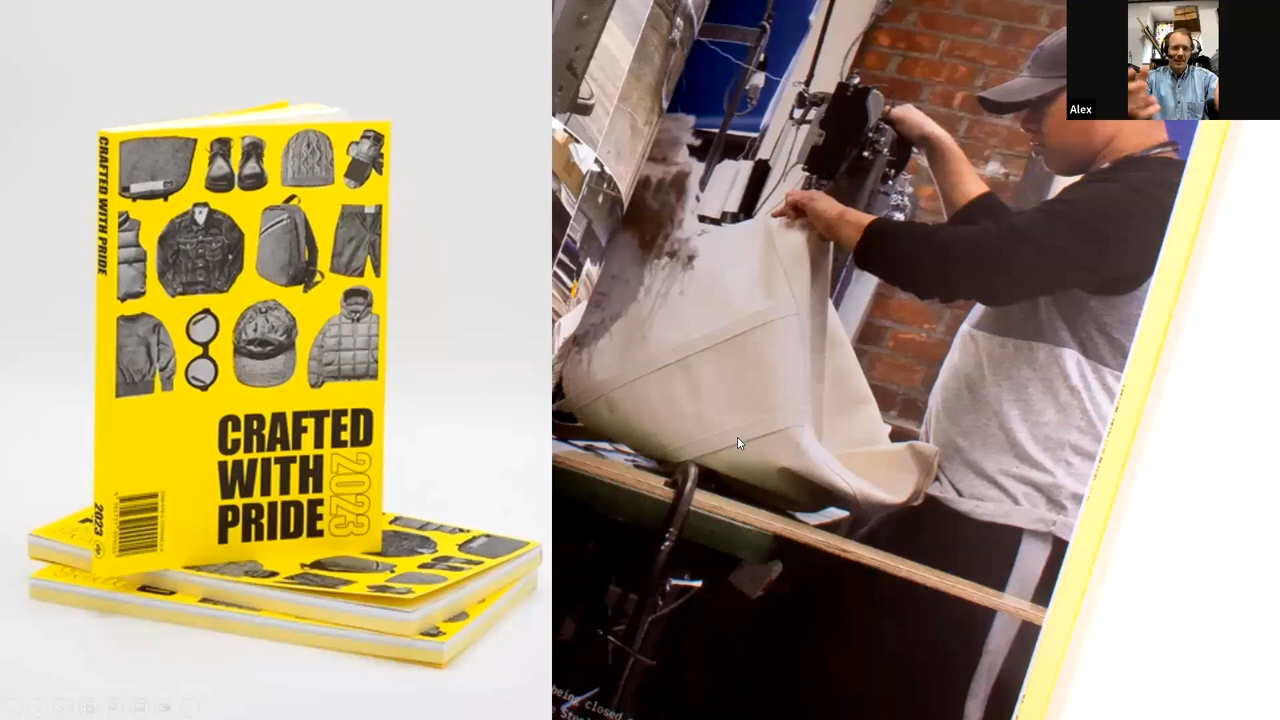 CRAFTED WITH PRIDE
2023
CRAFTED
WITH
PRIDE
2023
Alex
being closed